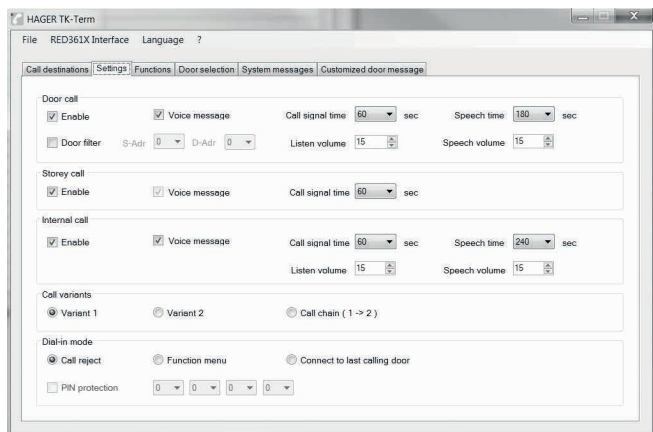 HAGER TK-Term
File RED361X Interface Language ?
Call destinations Settings Functions Door selection System messages Customized door message
Door call
Enable Voice message Call signal time 60 sec Speech time 180 sec
Door filter S-Adr 0 D-Adr 0 Listen volume 15 Speech volume 15
Storey call
Enable Voice message Call signal time 60 sec
Internal call
Enable Voice message Call signal time 60 sec Speech time 240 sec
Listen volume 15 Speech volume 15
Call variants
Variant 1 Variant 2 Call chain ( 1 -> 2 )
Dial-in mode
Call reject Function menu Connect to last calling door
PIN protection 0 0 0 0